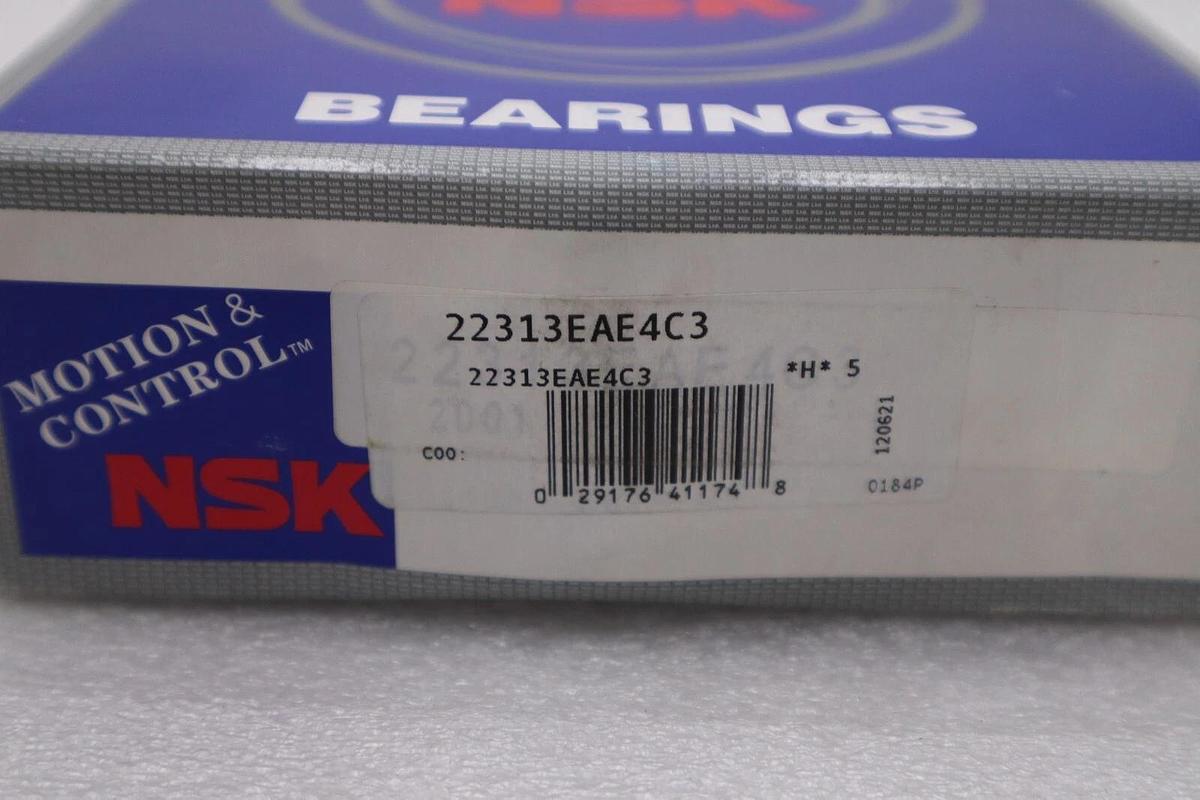 NSK
BEARINGS
MOTION &
CONTROL™
NSK
22313EAE4C3
22313EAE4C3
*H* 5
120621
COO:
0 29176 41174 8
0184P